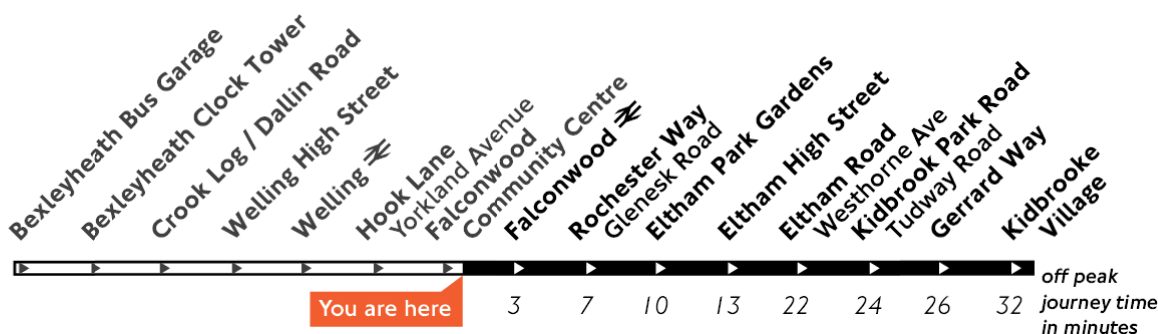 Bexleyheath Bus Garage
Bexleyheath Clock Tower
Crook Log / Dallin Road
Welling High Street
Welling
Hook Lane
Yorkland Avenue
Falconwood
Community Centre
Falconwood
Rochester Way
Glenesk Road
Eltham Park Gardens
Eltham High Street
Eltham Road
Westhorne Ave
Kidbrook Park Road
Tudway Road
Gerrard Way
Kidbrooke
Village
You are here
3 7 10 13 22 24 26 32
off peak
journey time
in minutes